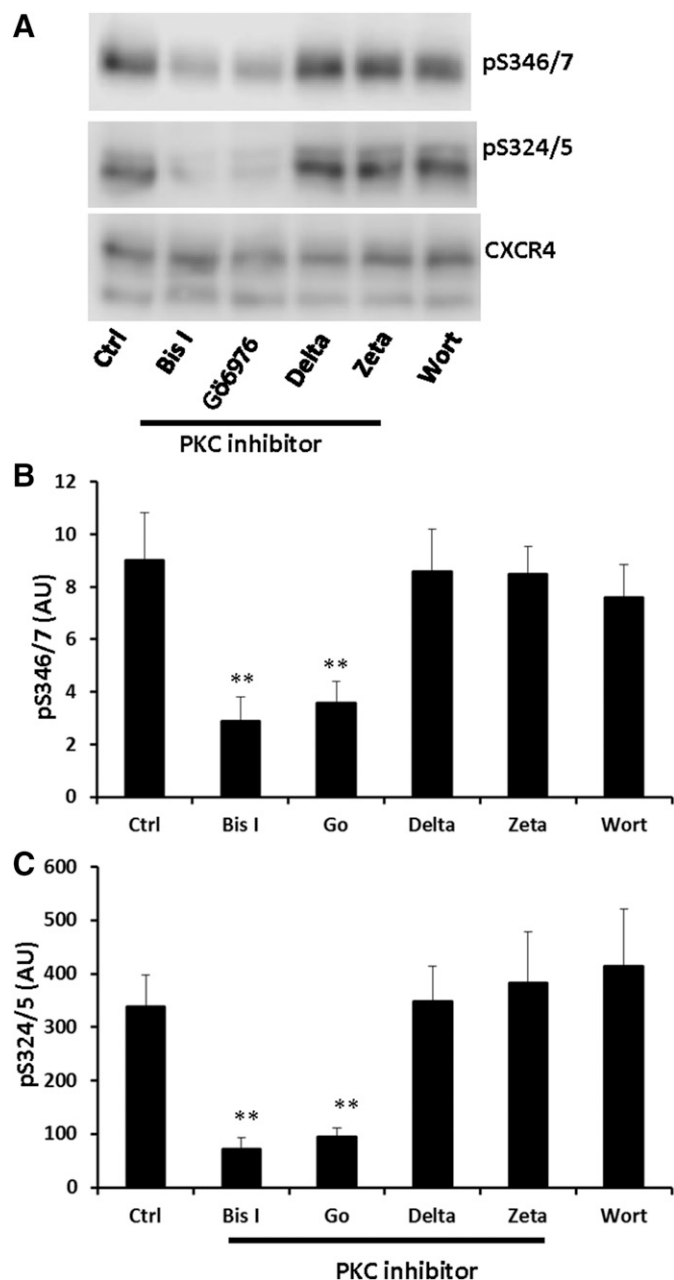 A
pS346/7
pS324/5
CXCR4
Ctrl Bis I Gö6976 Delta Zeta Wort
PKC inhibitor
B
pS346/7 (AU)
12
10
8
6
4
2
0
** **
Ctrl Bis I Go Delta Zeta Wort
C
pS324/5 (AU)
600
500
400
300
200
100
0
** **
Ctrl Bis I Go Delta Zeta Wort
PKC inhibitor